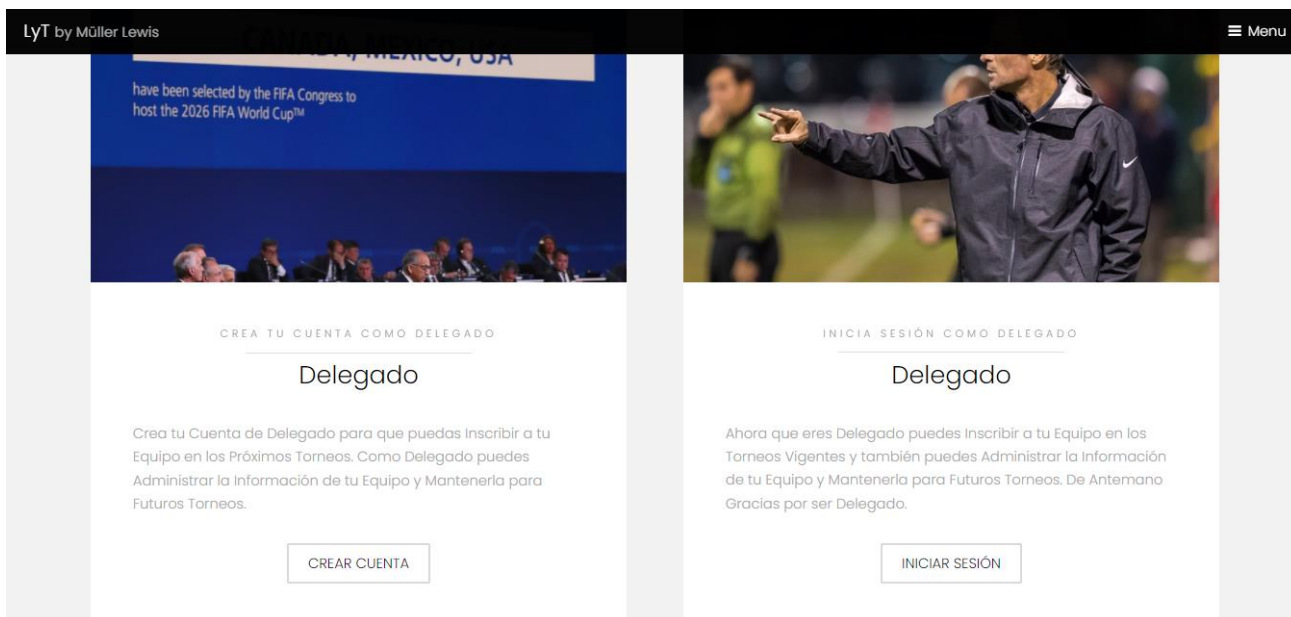 LyT by Müller Lewis
Menu
CANADA, MEXICO, USA
have been selected by the FIFA Congress to
host the 2026 FIFA World Cup™
CREA TU CUENTA COMO DELEGADO
Delegado
Crea tu Cuenta de Delegado para que puedas Inscribir a tu
Equipo en los Próximos Torneos. Como Delegado puedes
Administrar la Información de tu Equipo y Mantenerla para
Futuros Torneos.
CREAR CUENTA
INICIA SESIÓN COMO DELEGADO
Delegado
Ahora que eres Delegado puedes Inscribir a tu Equipo en los
Torneos Vigentes y también puedes Administrar la Información
de tu Equipo y Mantenerla para Futuros Torneos. De Antemano
Gracias por ser Delegado.
INICIAR SESIÓN